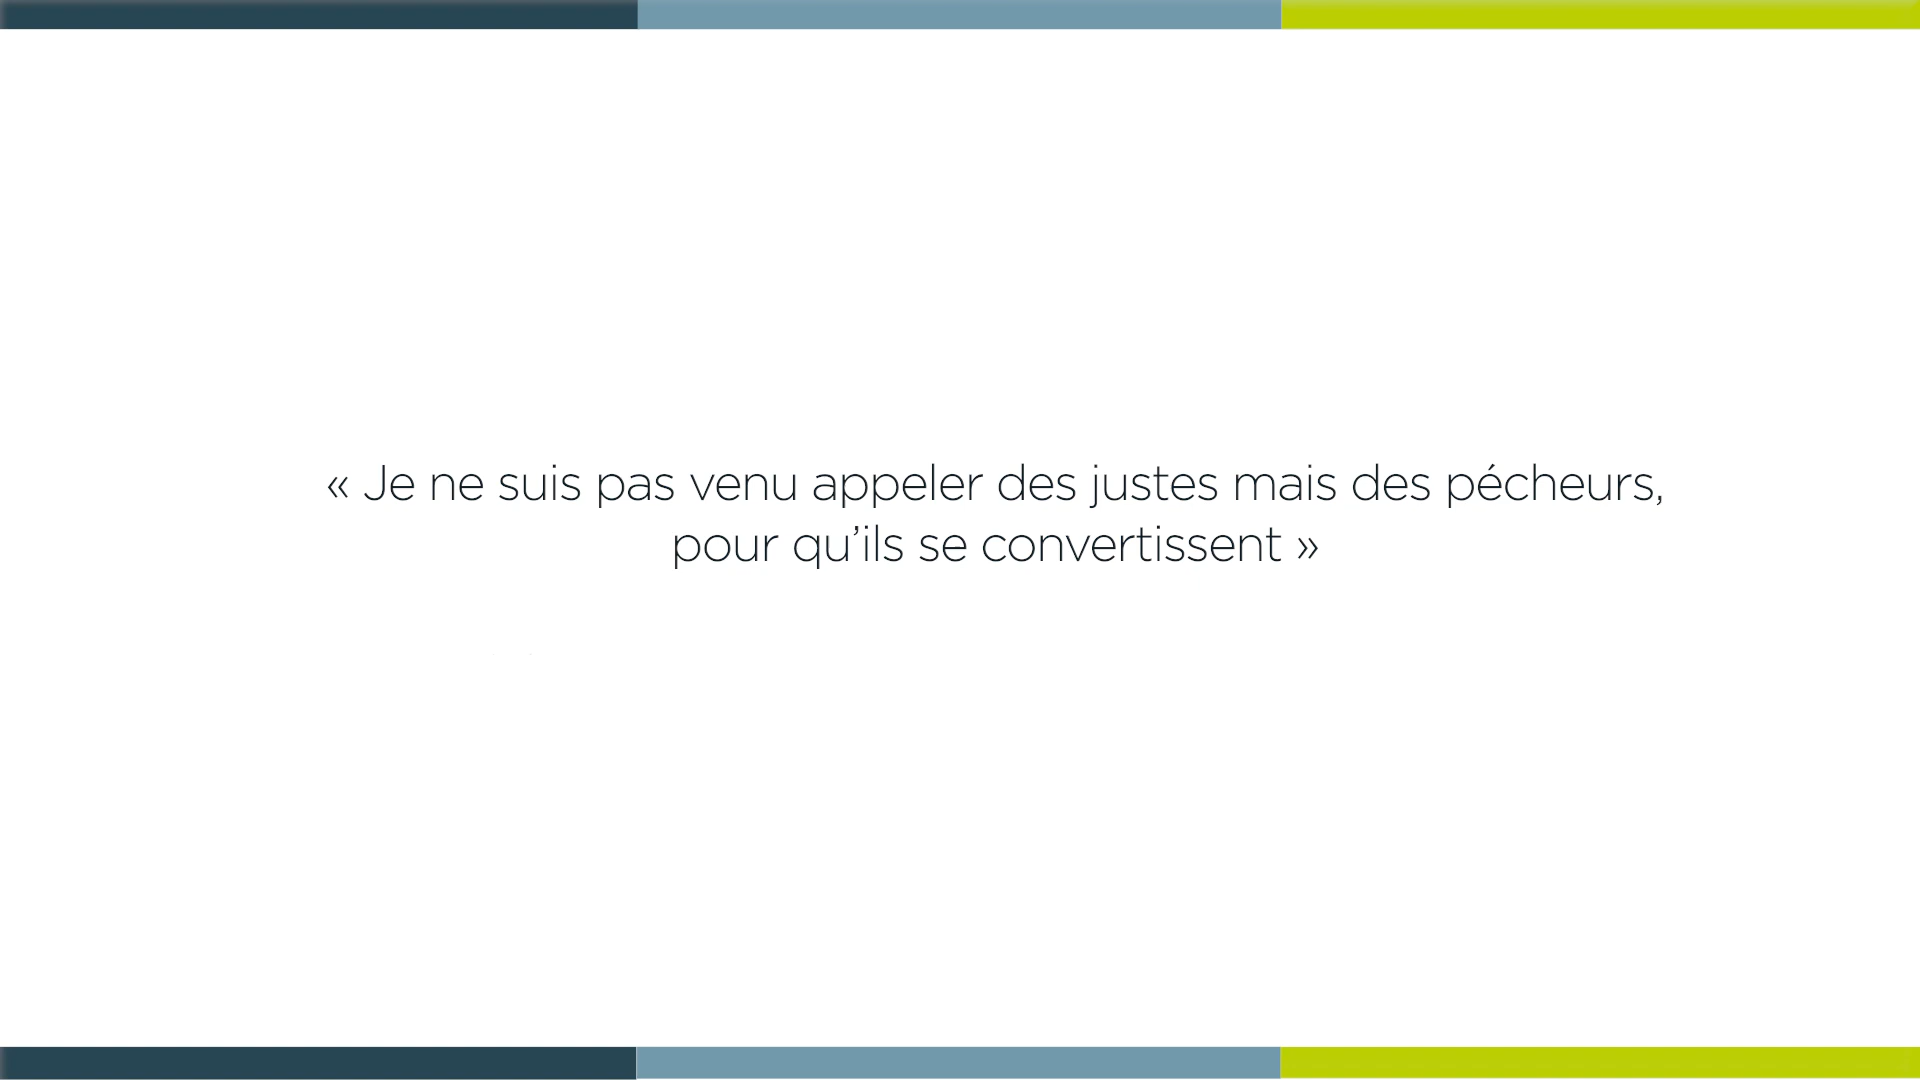 « Je ne suis pas venu appeler des justes mais des pécheurs,
pour qu’ils se convertissent »